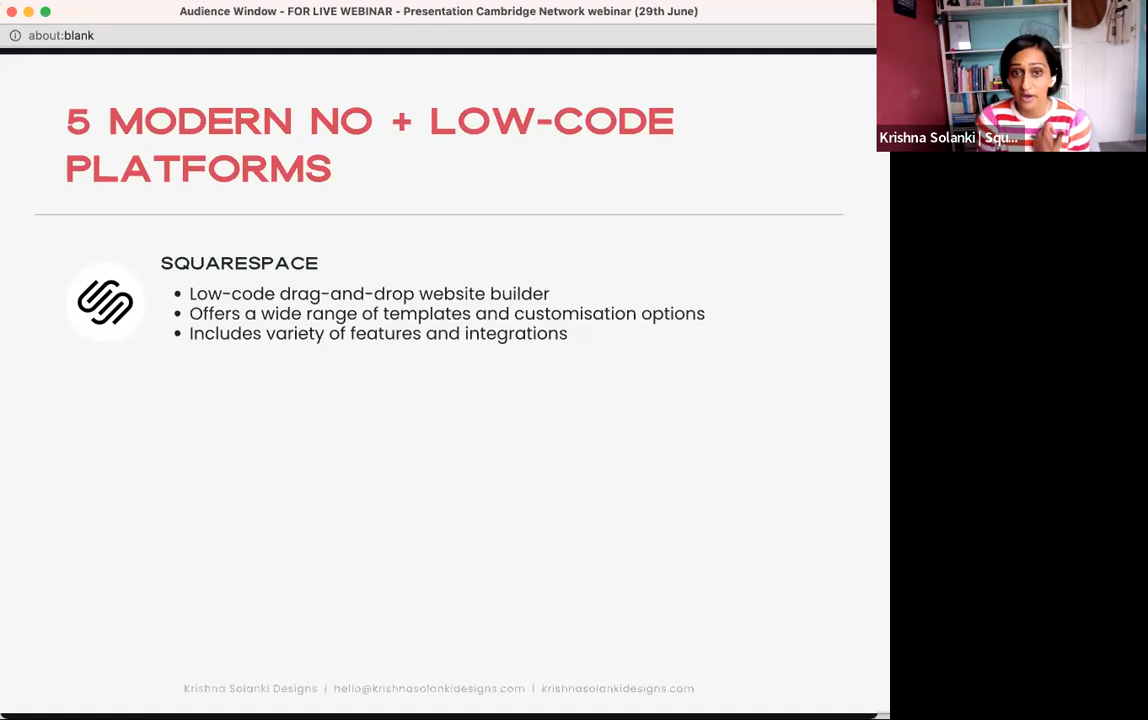 Audience Window - FOR LIVE WEBINAR - Presentation Cambridge Network webinar (29th June)
about:blank
Krishna Solanki | Squ...
5 MODERN NO + LOW-CODE
PLATFORMS
SQUARESPACE
• Low-code drag-and-drop website builder
• Offers a wide range of templates and customisation options
• Includes variety of features and integrations
Krishna Solanki Designs | hello@krishnasolankidesigns.com | krishnasolankidesigns.com